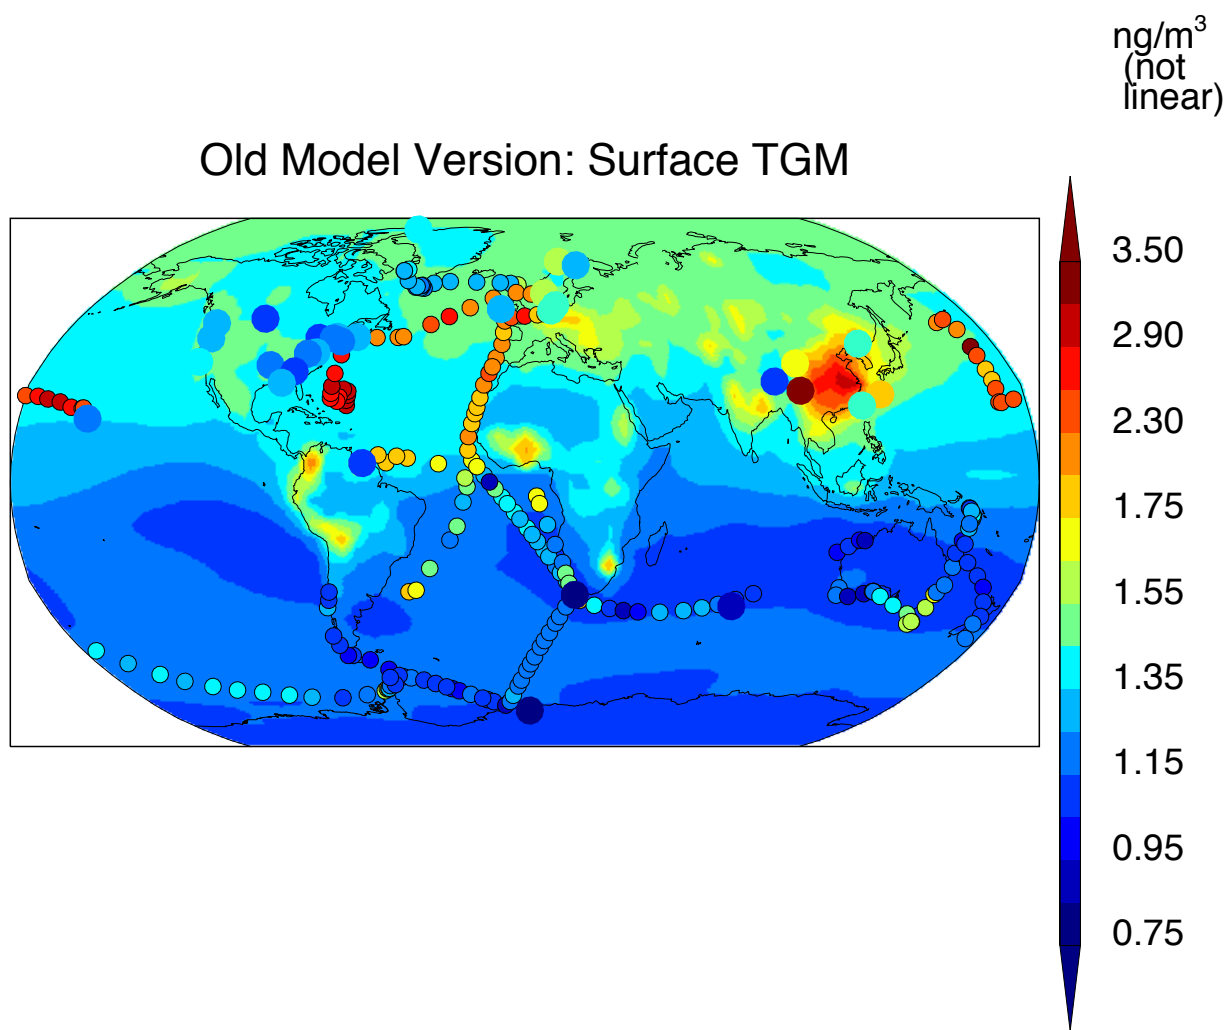 ng/m3
(not
linear)
Old Model Version: Surface TGM
3.50
2.90
2.30
1.75
1.55
1.35
1.15
0.95
0.75